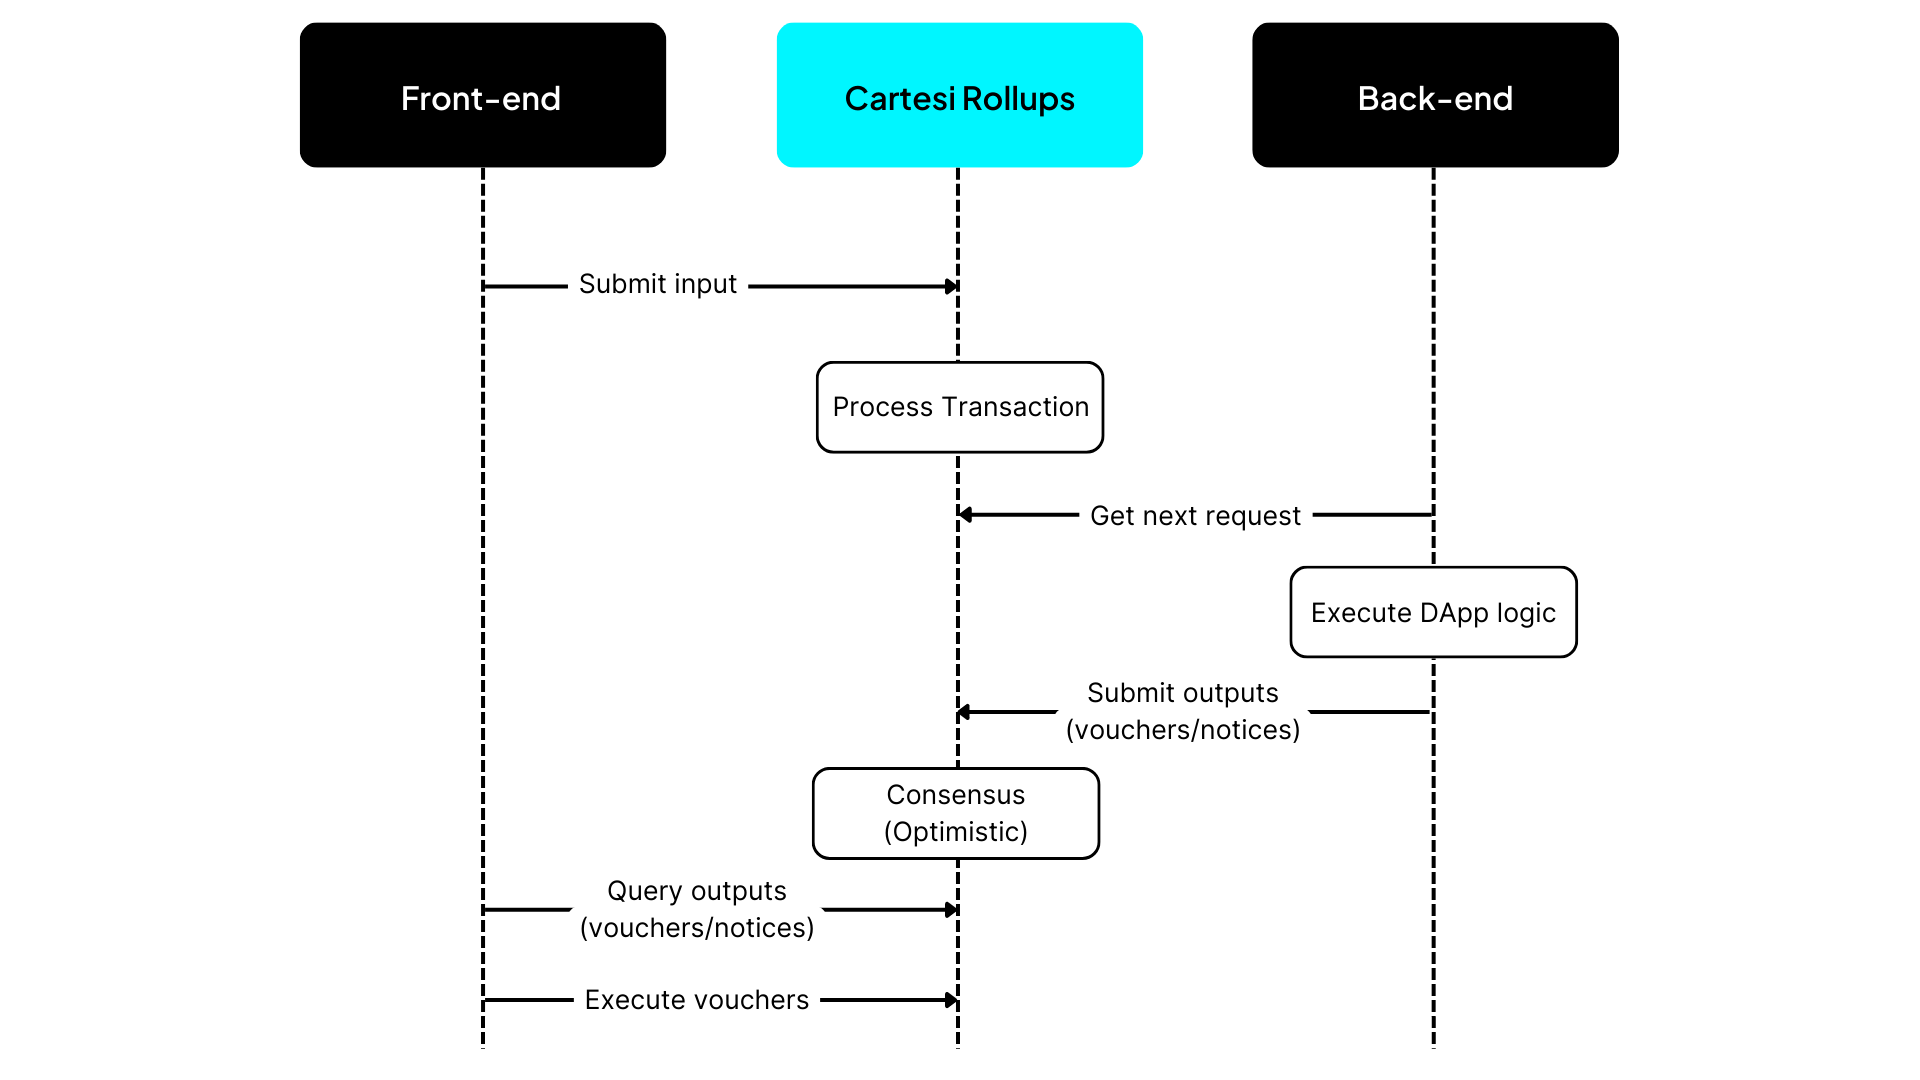 Front-end
Cartesi Rollups
Back-end
Submit input
Process Transaction
Get next request
Execute DApp logic
Submit outputs
(vouchers/notices)
Consensus
(Optimistic)
Query outputs
(vouchers/notices)
Execute vouchers